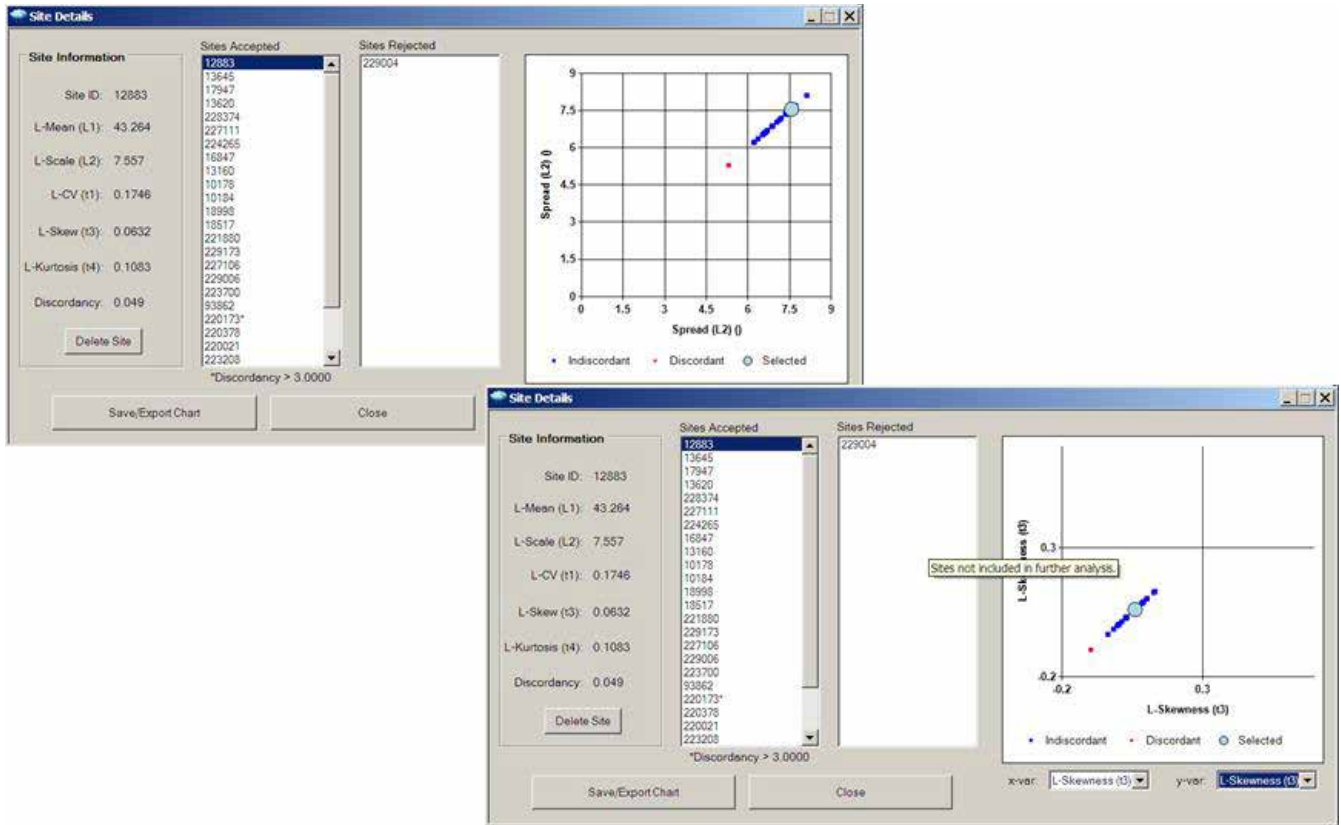 Site Details
Site Information
Site ID: 12883
L-Mean (L1): 43.264
L-Scale (L2): 7.557
L-CV (t1): 0.1746
L-Skew (t3): 0.0632
L-Kurtosis (t4): 0.1083
Discordancy: 0.049
Delete Site
Sites Accepted
12883
13645
17947
13620
228374
227111
224265
16847
13160
10178
10184
18998
18517
221880
229173
227106
229006
223700
93862
220173*
220378
220021
223208
*Discordancy > 3.0000
Sites Rejected
229004
Spread (L2) ()
9
7.5
6
4.5
3
1.5
0
0 1.5 3 4.5 6 7.5 9
Spread (L2) ()
Indiscordant Discordant Selected
Save/Export Chart
Close
Site Details
Site Information
Site ID: 12883
L-Mean (L1): 43.264
L-Scale (L2): 7.557
L-CV (t1): 0.1746
L-Skew (t3): 0.0632
L-Kurtosis (t4): 0.1083
Discordancy: 0.049
Delete Site
Sites Accepted
12883
13645
17947
13620
228374
227111
224265
16847
13160
10178
10184
18998
18517
221880
229173
227106
229006
223700
93862
220173*
220378
220021
223208
*Discordancy > 3.0000
Sites Rejected
229004
Sites not included in further analysis.
L-Skewness (t3)
0.3
-0.2
-0.2 0.3
L-Skewness (t3)
Indiscordant Discordant Selected
x-var: L-Skewness (t3) y-var: L-Skewness (t3)
Save/Export Chart
Close